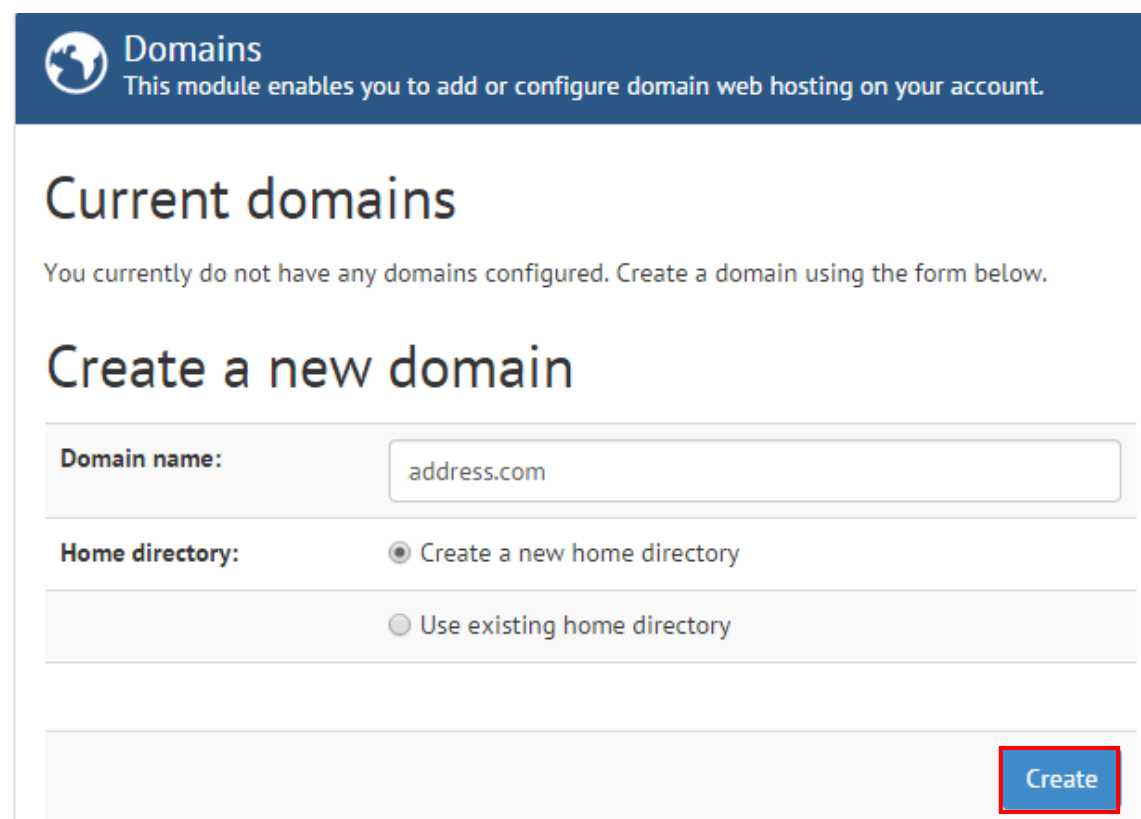 Domains
This module enables you to add or configure domain web hosting on your account.
Current domains
You currently do not have any domains configured. Create a domain using the form below.
Create a new domain
Domain name:
address.com
Home directory:
Create a new home directory
Use existing home directory
Create